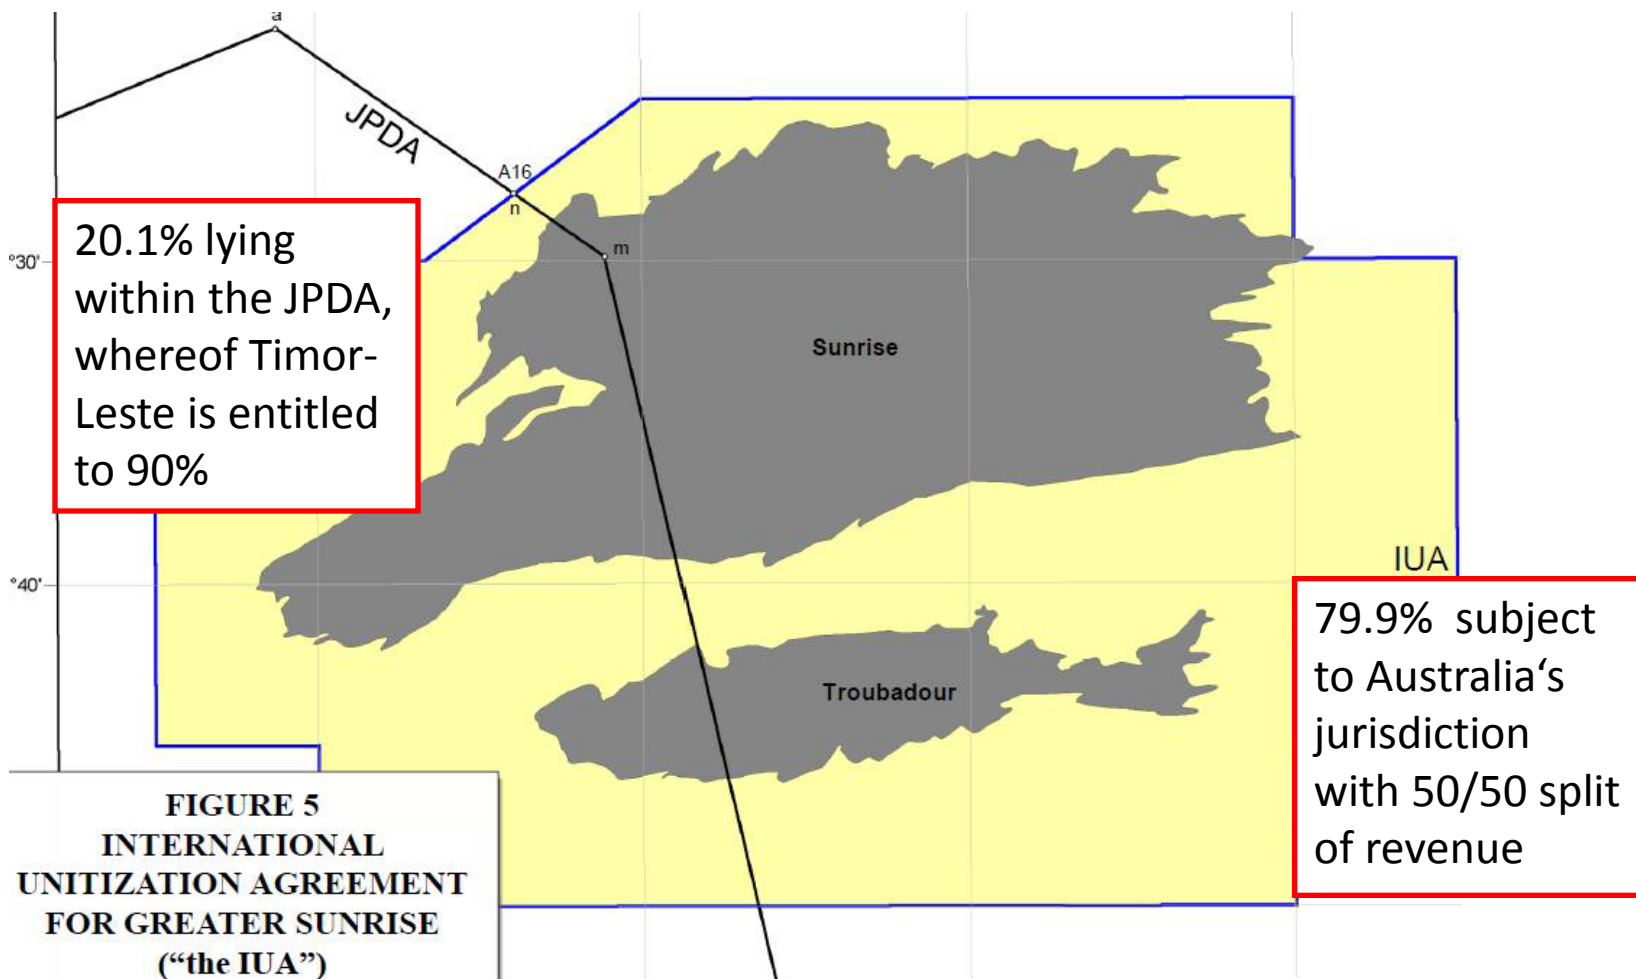 a
JPDA
A16
n
m
°30'
20.1% lying
within the JPDA,
whereof Timor-
Leste is entitled
to 90%
Sunrise
IUA
°40'
79.9%  subject
to Australia‘s
jurisdiction
with 50/50 split
of revenue
Troubadour
FIGURE 5
INTERNATIONAL
UNITIZATION AGREEMENT
FOR GREATER SUNRISE
(“the IUA”)